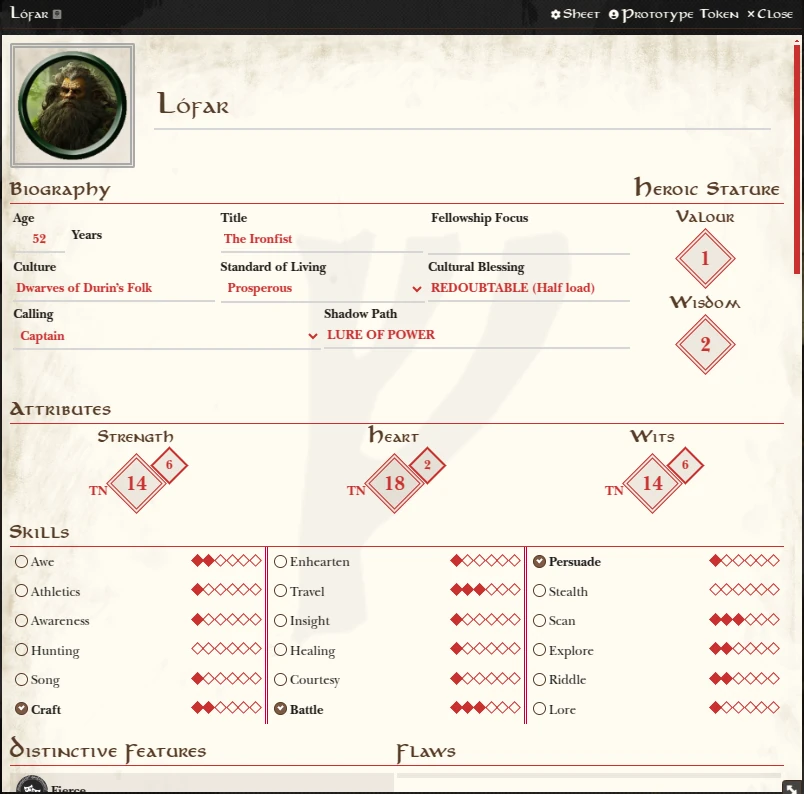 Lófar Sheet Prototype Token Close
Lófar
Biography Heroic Stature
Age Title Fellowship Focus Valour
52 Years The Ironfist 1
Culture Standard of Living Cultural Blessing
Dwarves of Durin's Folk Prosperous REDOUBTABLE (Half load)
Wisdom
Calling Shadow Path
Captain LURE OF POWER 2
Attributes
Strength Heart Wits
TN 14 6 TN 18 2 TN 14 6
Skills
Awe Enhearten Persuade
Athletics Travel Stealth
Awareness Insight Scan
Hunting Healing Explore
Song Courtesy Riddle
Craft Battle Lore
Distinctive Features Flaws
Fierce